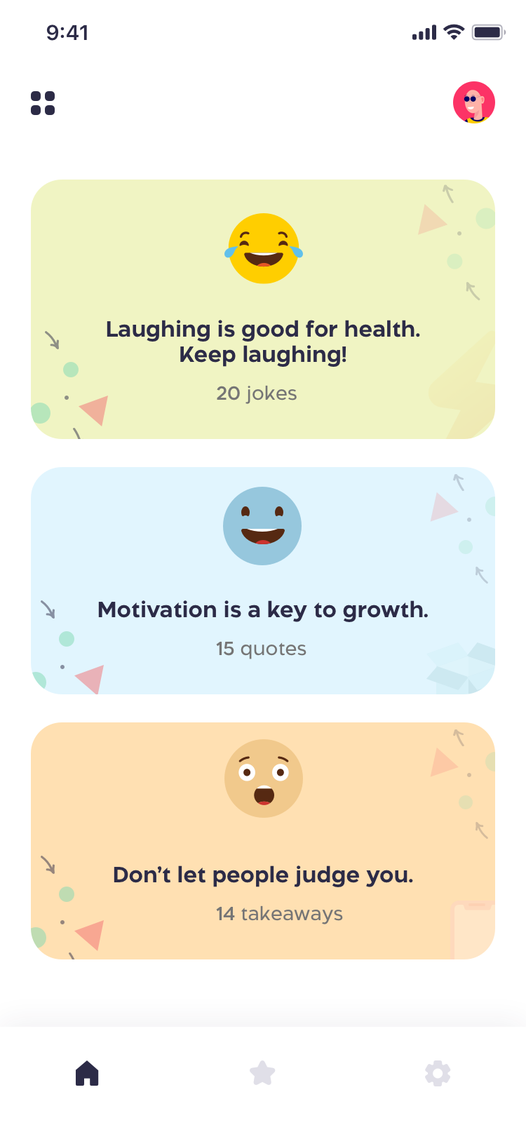 9:41
Laughing is good for health.
Keep laughing!
20 jokes
Motivation is a key to growth.
15 quotes
Don’t let people judge you.
14 takeaways